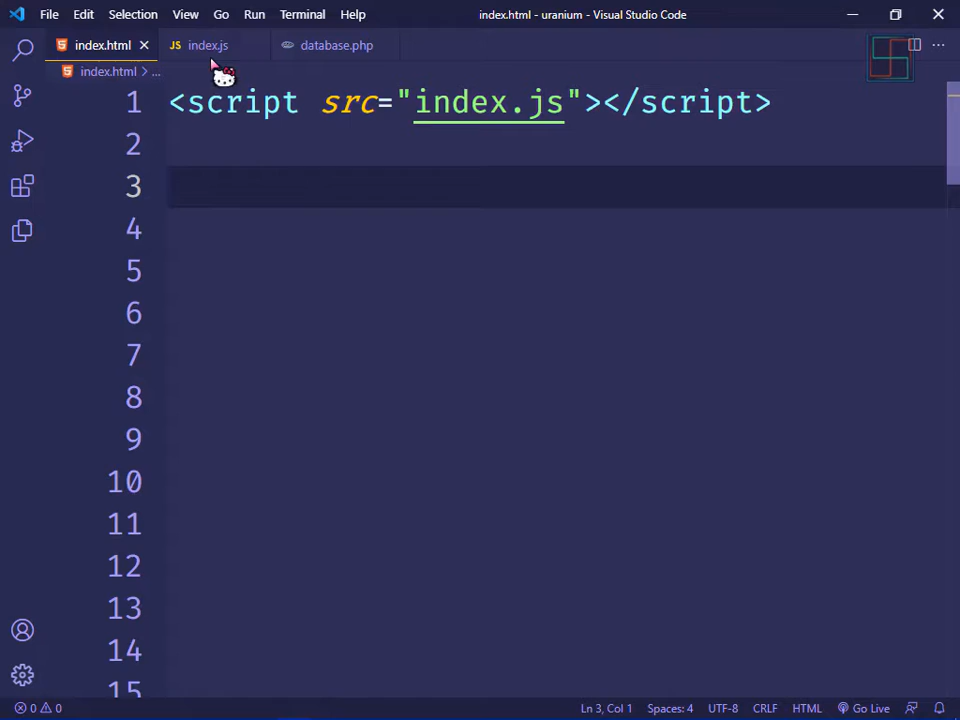 File Edit Selection View Go Run Terminal Help index.html - uranium - Visual Studio Code
index.html JS index.js database.php
index.html > ...
1 <script src="index.js"></script>
2
3
4
5
6
7
8
9
10
11
12
13
14
15
0 0 Ln 3, Col 1 Spaces: 4 UTF-8 CRLF HTML Go Live